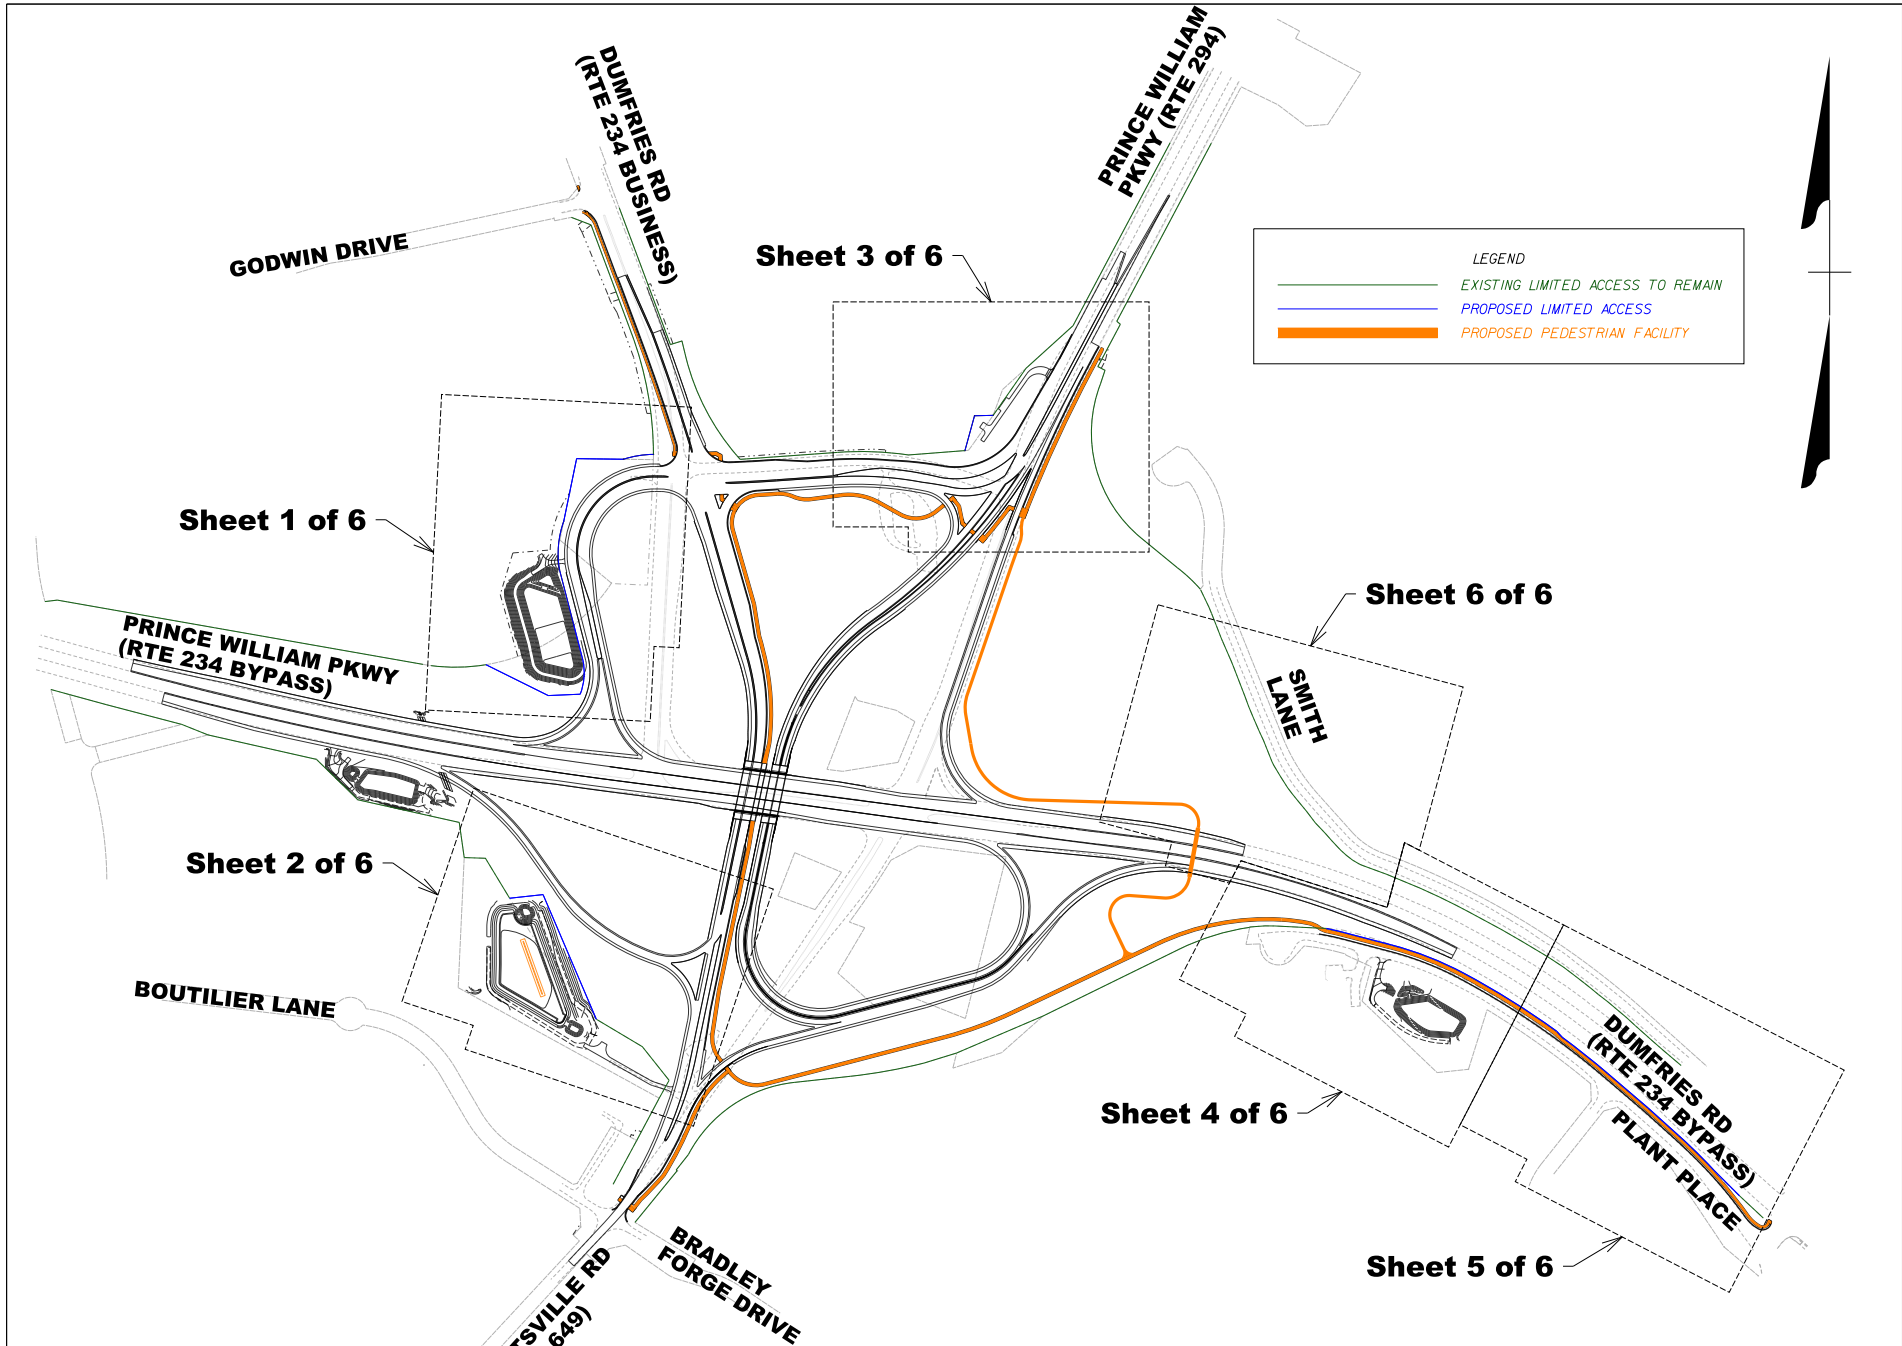 DUMFRIES RD
(RTE 234 BUSINESS)
PRINCE WILLIAM
PKWY (RTE 294)
GODWIN DRIVE
Sheet 3 of 6
LEGEND
EXISTING LIMITED ACCESS TO REMAIN
PROPOSED LIMITED ACCESS
PROPOSED PEDESTRIAN FACILITY
Sheet 1 of 6
Sheet 6 of 6
PRINCE WILLIAM PKWY
(RTE 234 BYPASS)
SMITH
LANE
Sheet 2 of 6
BOUTILIER LANE
Sheet 4 of 6
DUMFRIES RD
(RTE 234 BYPASS)
PLANT PLACE
Sheet 5 of 6
BRADLEY
FORGE DRIVE
TSVILLE RD
649)